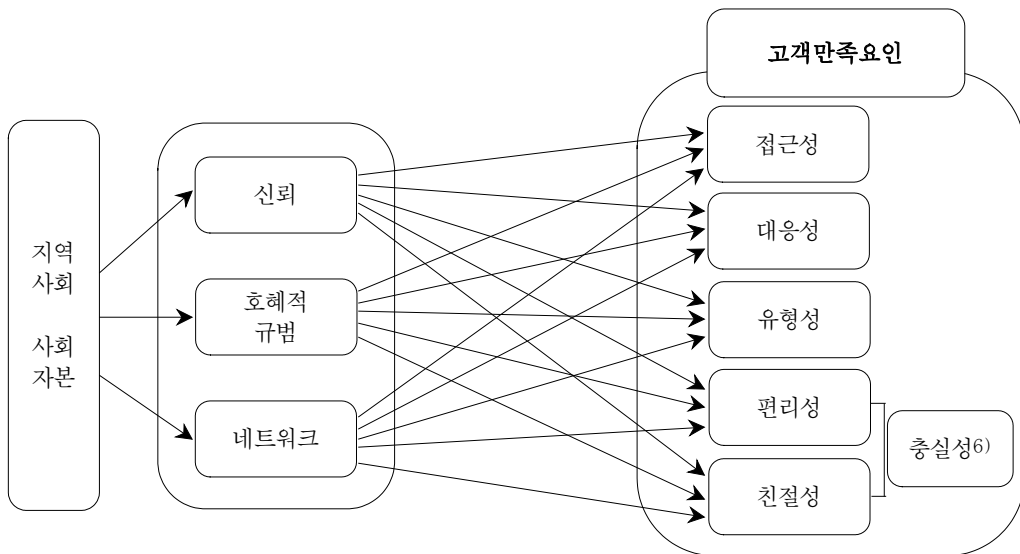 고객만족요인
지역
사회
사회
자본
신뢰
호혜적
규범
네트워크
접근성
대응성
유형성
편리성
친절성
충실성6)